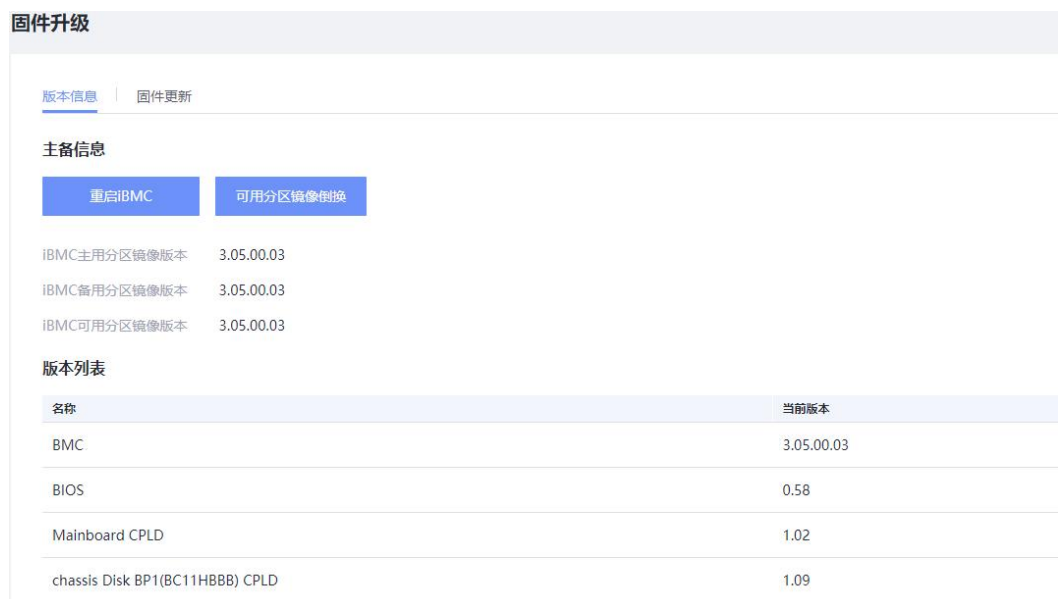 固件升级
版本信息 固件更新
主备信息
重启iBMC 可用分区镜像倒换
iBMC主用分区镜像版本 3.05.00.03
iBMC备用分区镜像版本 3.05.00.03
iBMC可用分区镜像版本 3.05.00.03
版本列表
名称 当前版本
BMC 3.05.00.03
BIOS 0.58
Mainboard CPLD 1.02
chassis Disk BP1(BC11HBBB) CPLD 1.09